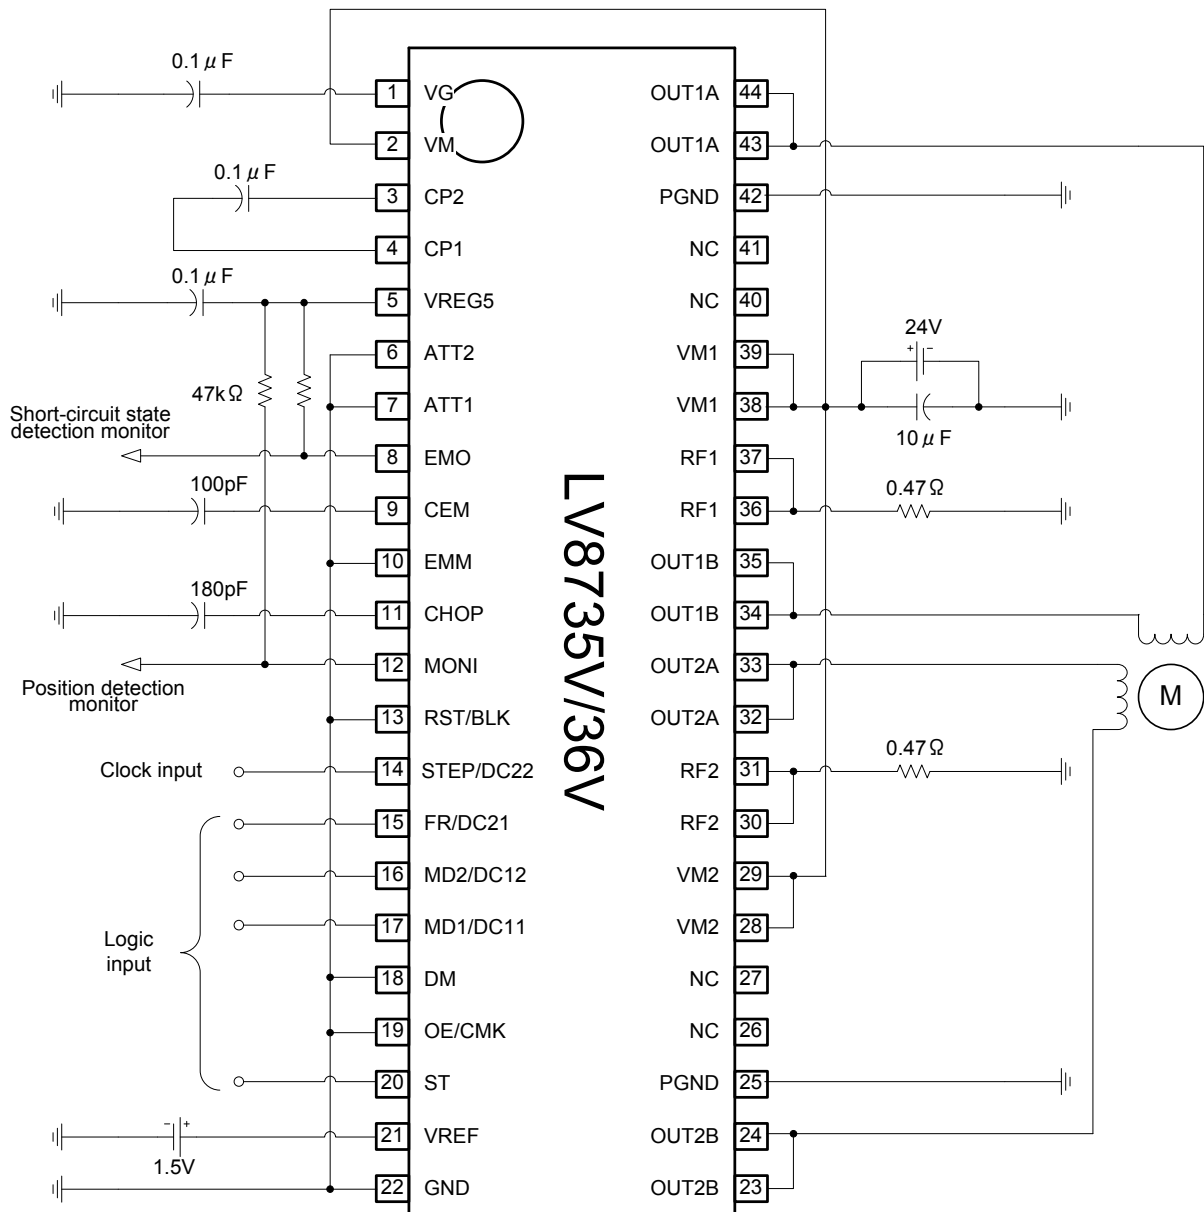 0.1μF
1 VG
OUT1A 44
2 VM
OUT1A 43
0.1μF
3 CP2
PGND 42
4 CP1
NC 41
0.1μF
5 VREG5
NC 40
24V
+ −
6 ATT2
VM1 39
47kΩ
Short-circuit state
detection monitor
7 ATT1
VM1 38
10μF
8 EMO
RF1 37
100pF
0.47Ω
9 CEM
RF1 36
10 EMM
OUT1B 35
180pF
11 CHOP
OUT1B 34
LV8735V/36V
12 MONI
OUT2A 33
Position detection
monitor
M
13 RST/BLK
OUT2A 32
0.47Ω
Clock input
14 STEP/DC22
RF2 31
15 FR/DC21
RF2 30
16 MD2/DC12
VM2 29
17 MD1/DC11
VM2 28
Logic
input
18 DM
NC 27
19 OE/CMK
NC 26
20 ST
PGND 25
− +
21 VREF
OUT2B 24
1.5V
22 GND
OUT2B 23